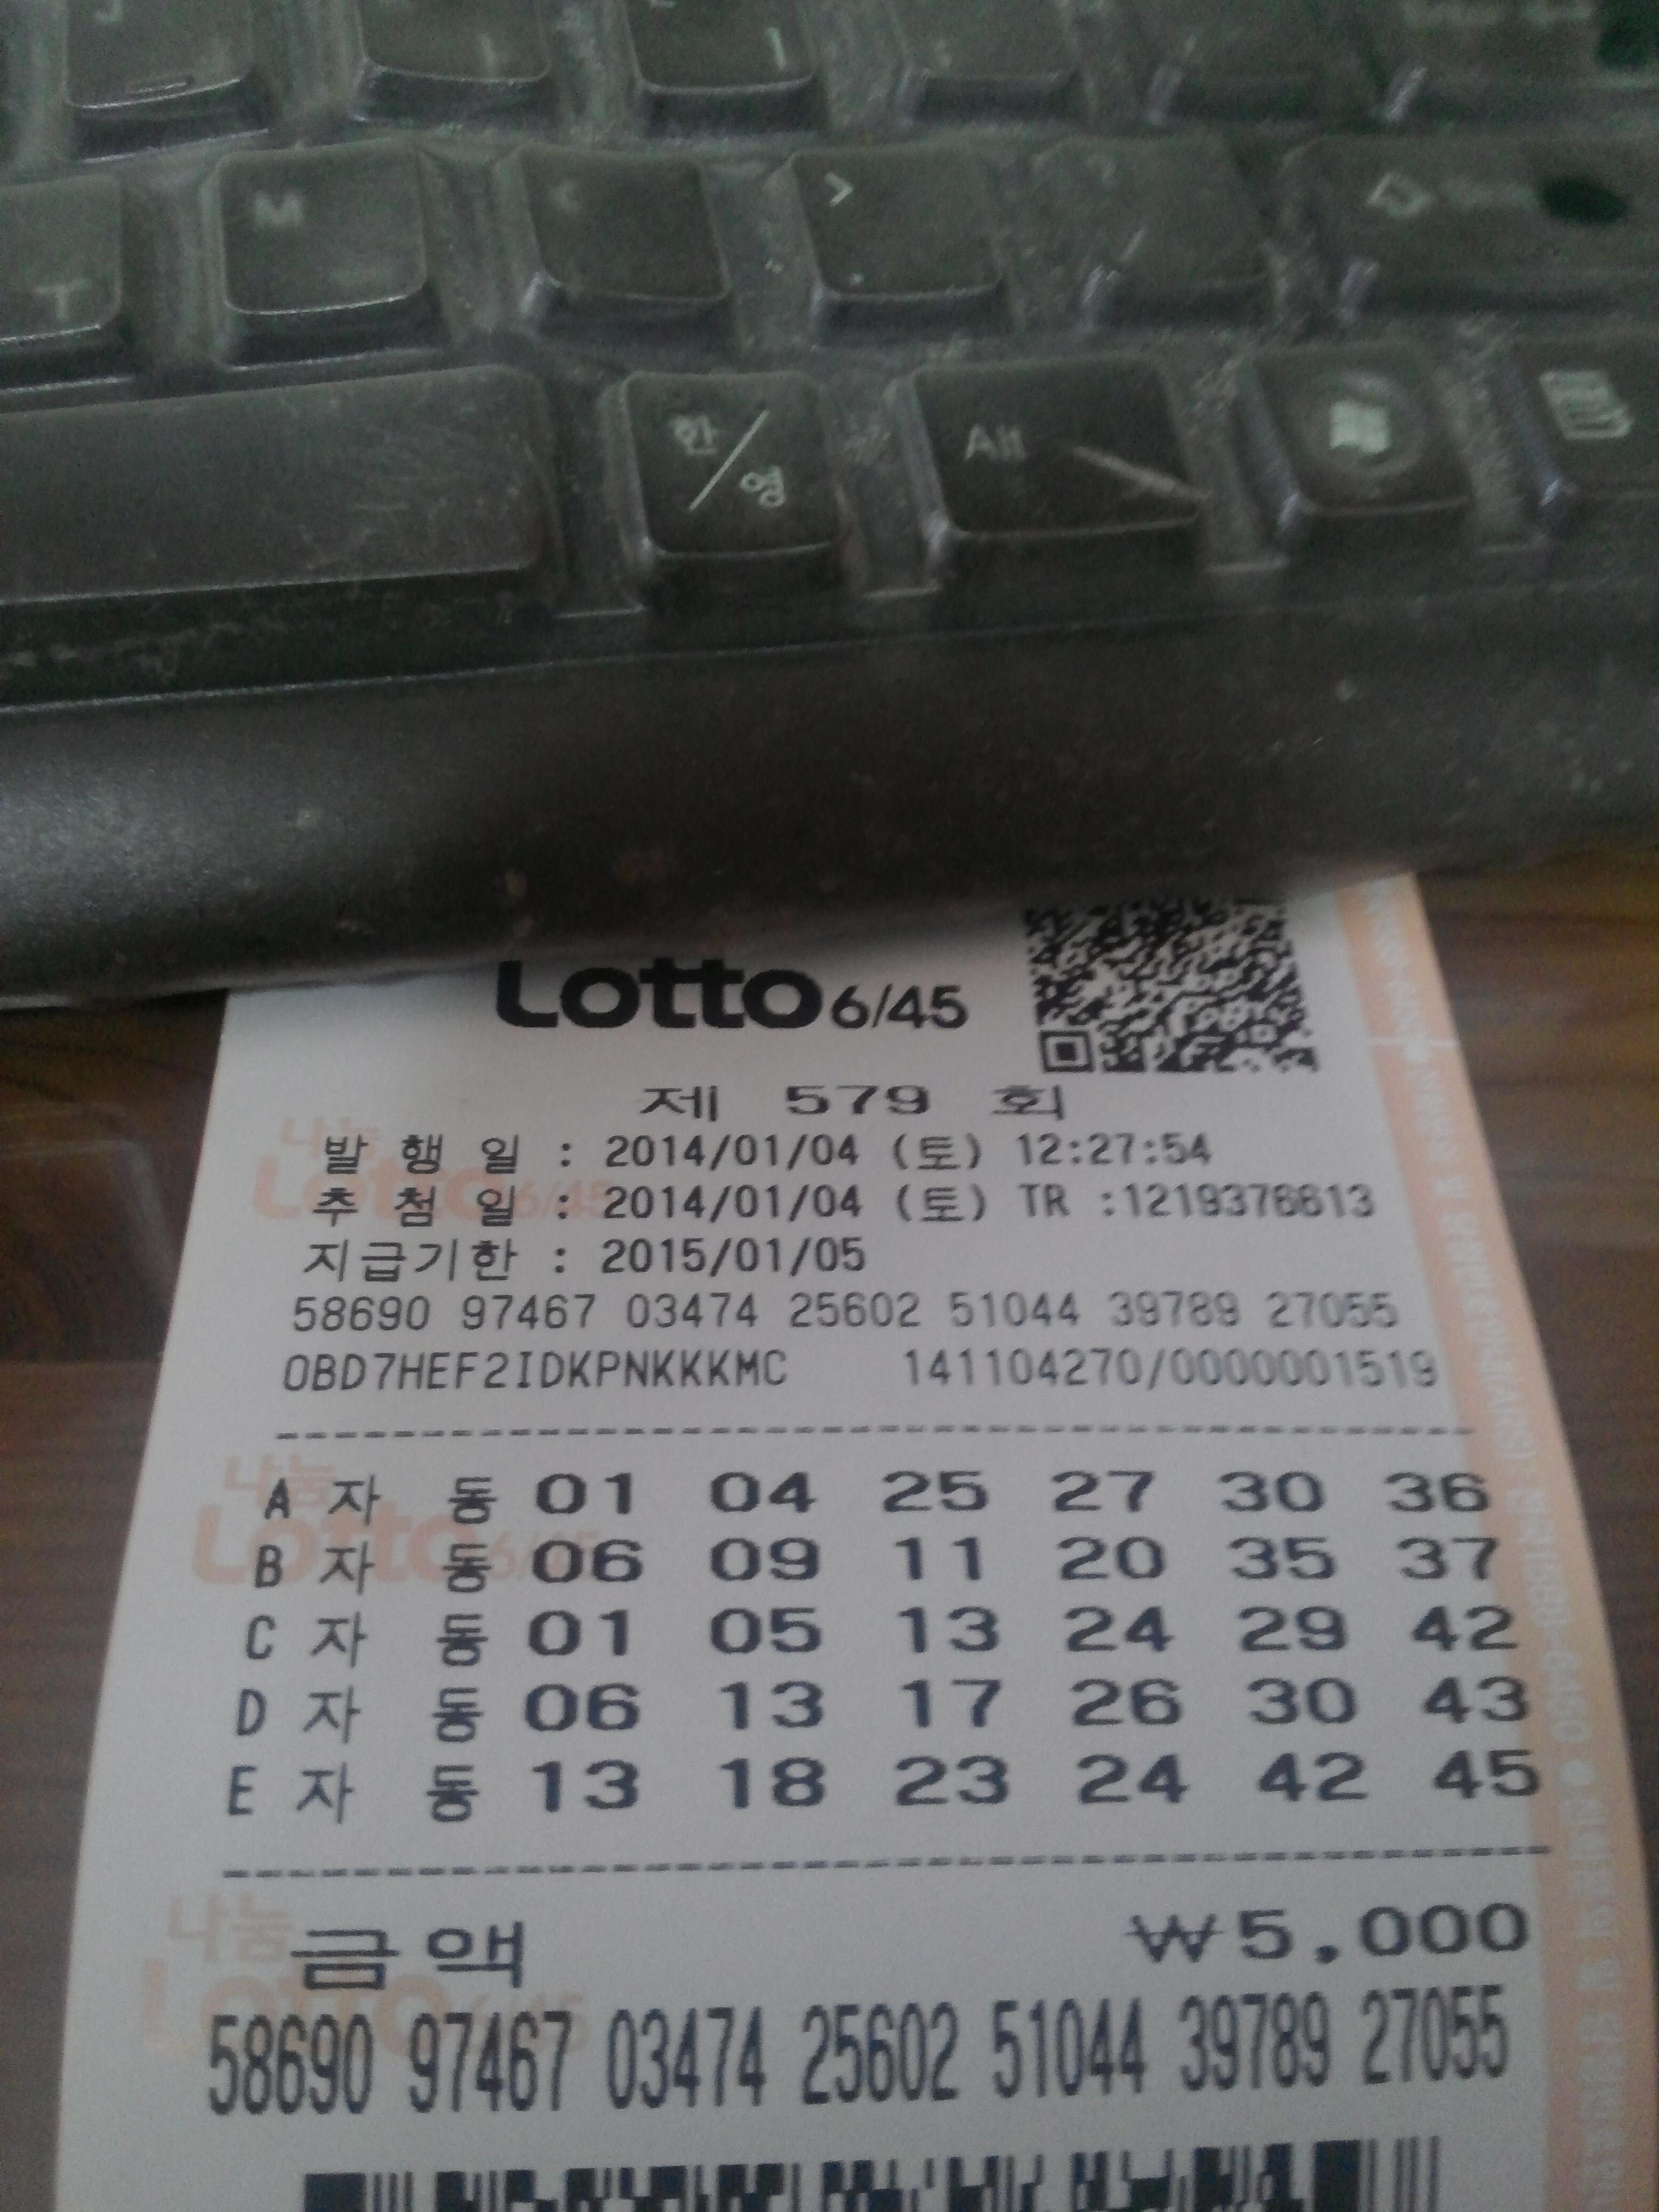 M < >
한/영 Alt
Lotto 6/45
제 579 회
발 행 일 : 2014/01/04 (토) 12:27:54
추 첨 일 : 2014/01/04 (토) TR :1219376613
지급기한 : 2015/01/05
58690 97467 03474 25602 51044 39789 27055
0BD7HEF2IDKPNKKKMC 141104270/0000001519
A 자 동 01 04 25 27 30 36
B 자 동 06 09 11 20 35 37
C 자 동 01 05 13 24 29 42
D 자 동 06 13 17 26 30 43
E 자 동 13 18 23 24 42 45
금액 ₩5,000
58690 97467 03474 25602 51044 39789 27055